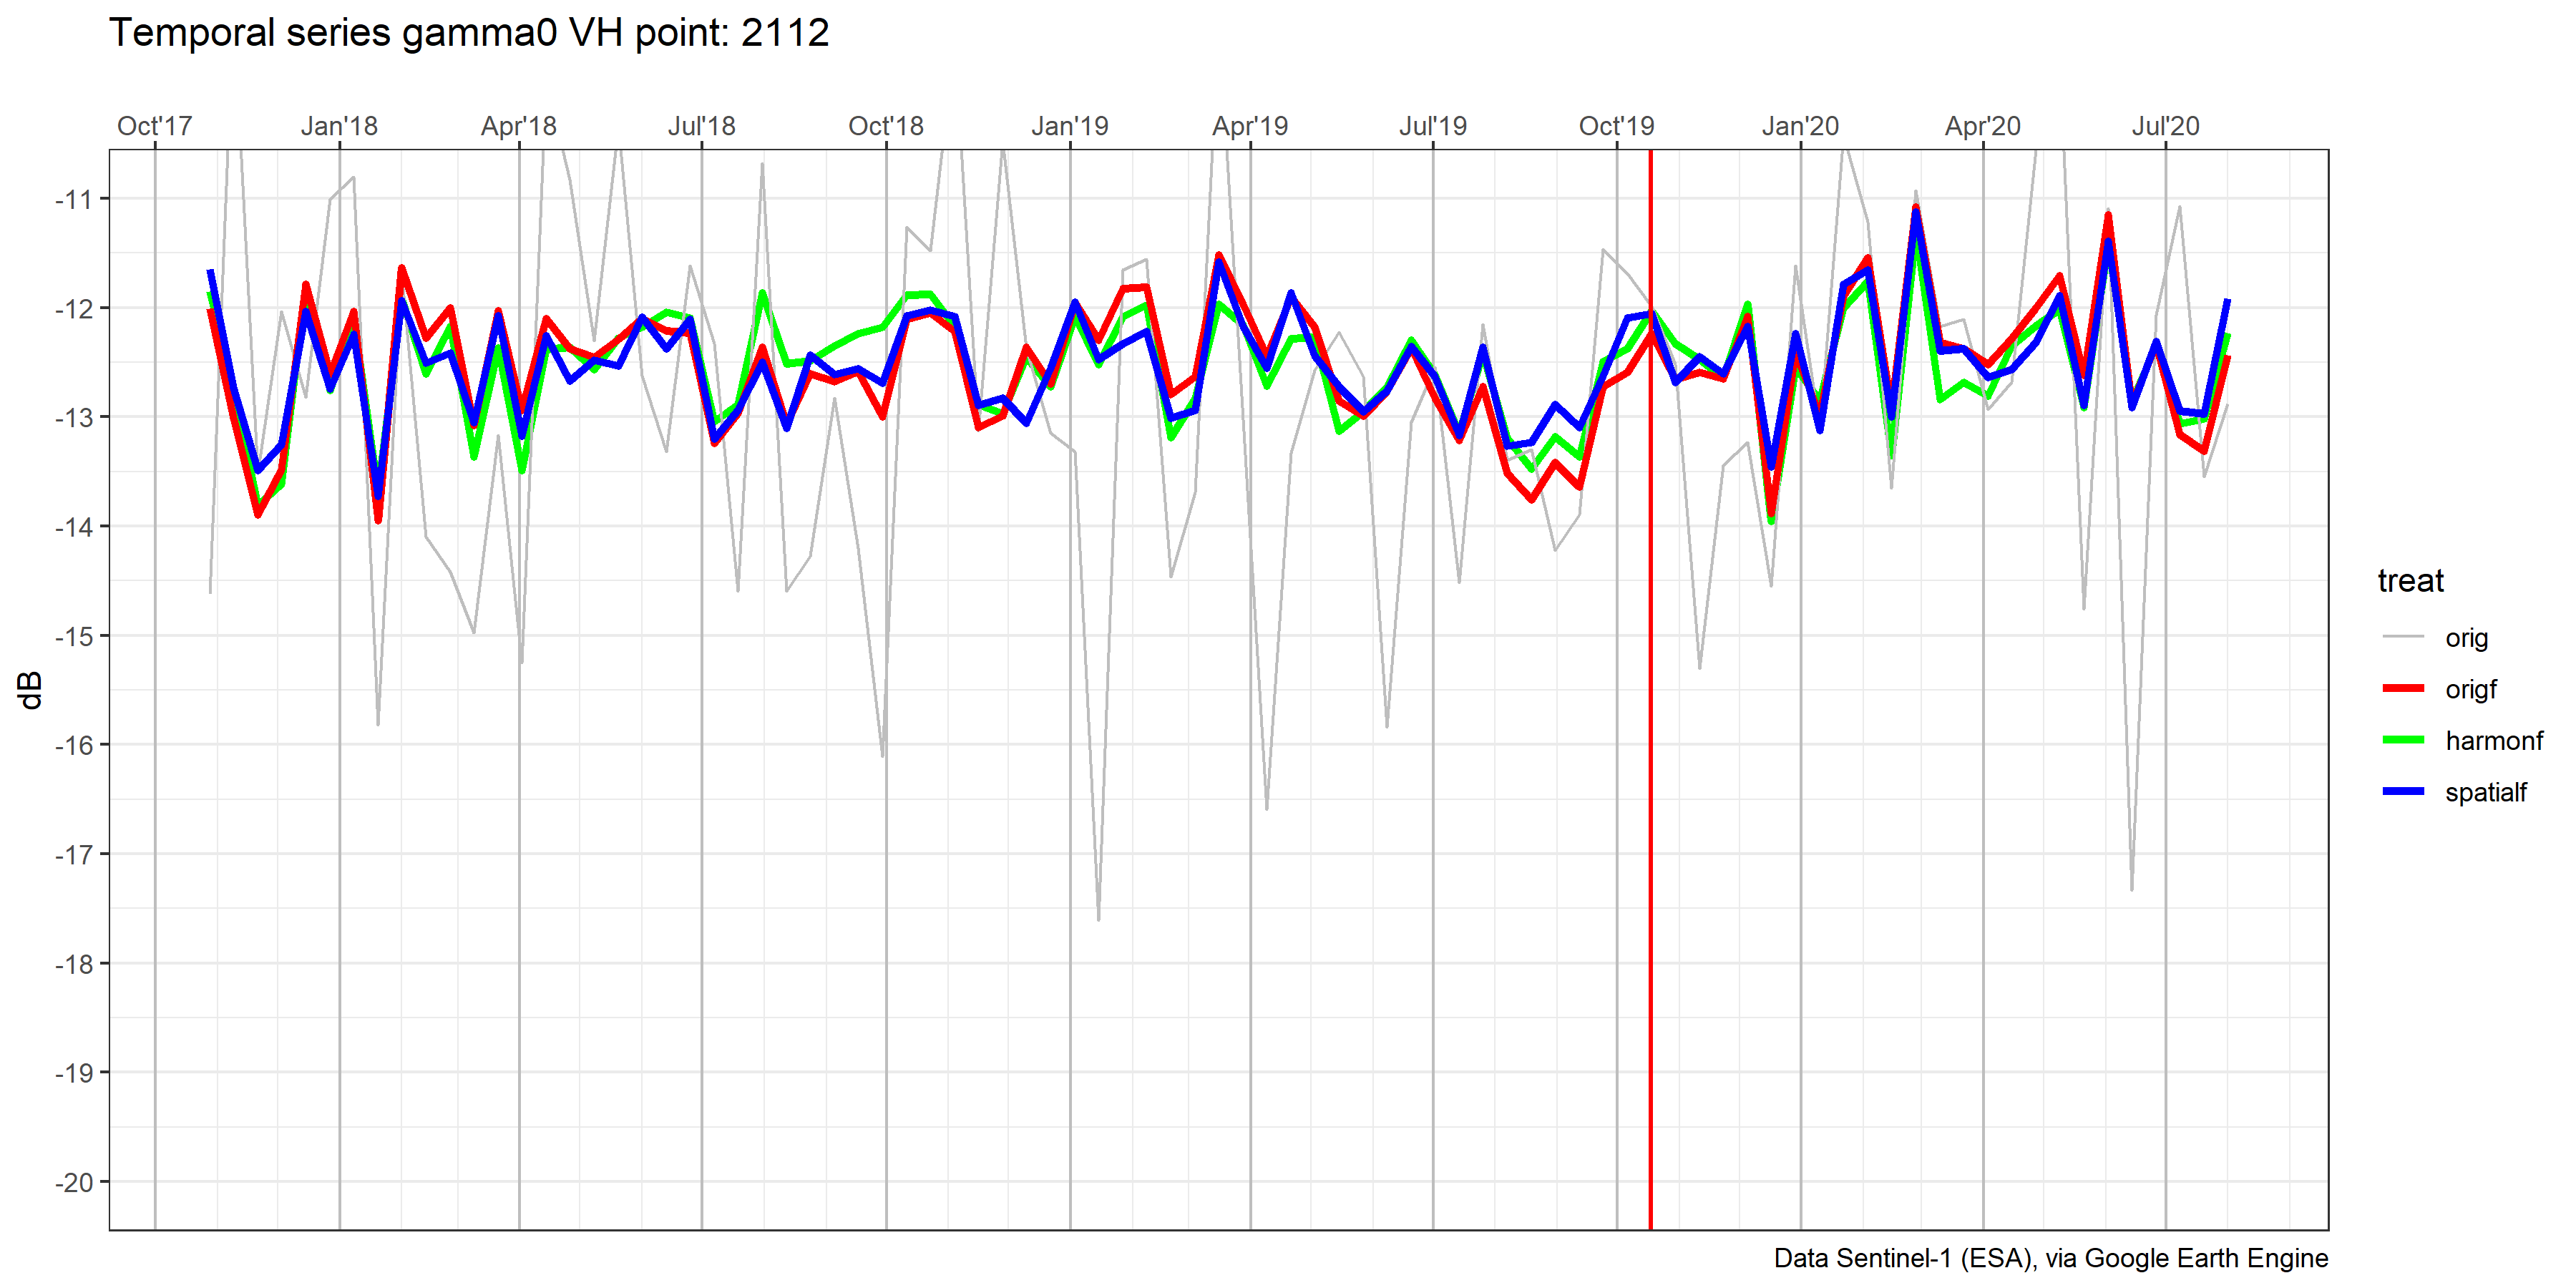 Temporal series gamma0 VH point: 2112
Oct'17 Jan'18 Apr'18 Jul'18 Oct'18 Jan'19 Apr'19 Jul'19 Oct'19 Jan'20 Apr'20 Jul'20
-11
-12
-13
-14
-15
-16
-17
-18
-19
-20
dB
treat
orig
origf
harmonf
spatialf
Data Sentinel-1 (ESA), via Google Earth Engine